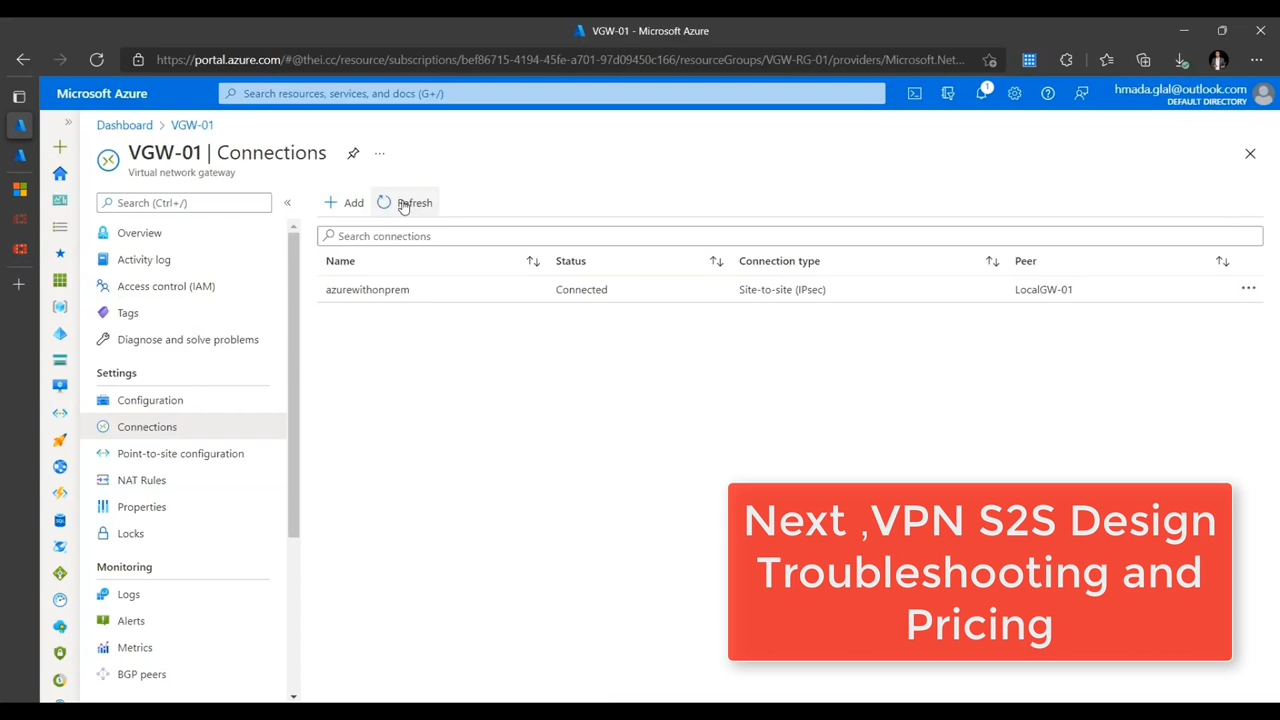 VGW-01 - Microsoft Azure
https://portal.azure.com/#@thei.cc/resource/subscriptions/bef86715-4194-45fe-a701-97d09450c166/resourceGroups/VGW-RG-01/providers/Microsoft.Net...
Microsoft Azure
Search resources, services, and docs (G+/)
1
hmada.glal@outlook.com
DEFAULT DIRECTORY
Dashboard > VGW-01
VGW-01 | Connections
Virtual network gateway
Search (Ctrl+/)
Overview
Activity log
Access control (IAM)
Tags
Diagnose and solve problems
Settings
Configuration
Connections
Point-to-site configuration
NAT Rules
Properties
Locks
Monitoring
Logs
Alerts
Metrics
BGP peers
Add Refresh
Search connections
Name Status Connection type Peer
azurewithonprem Connected Site-to-site (IPsec) LocalGW-01
Next ,VPN S2S Design
Troubleshooting and
Pricing